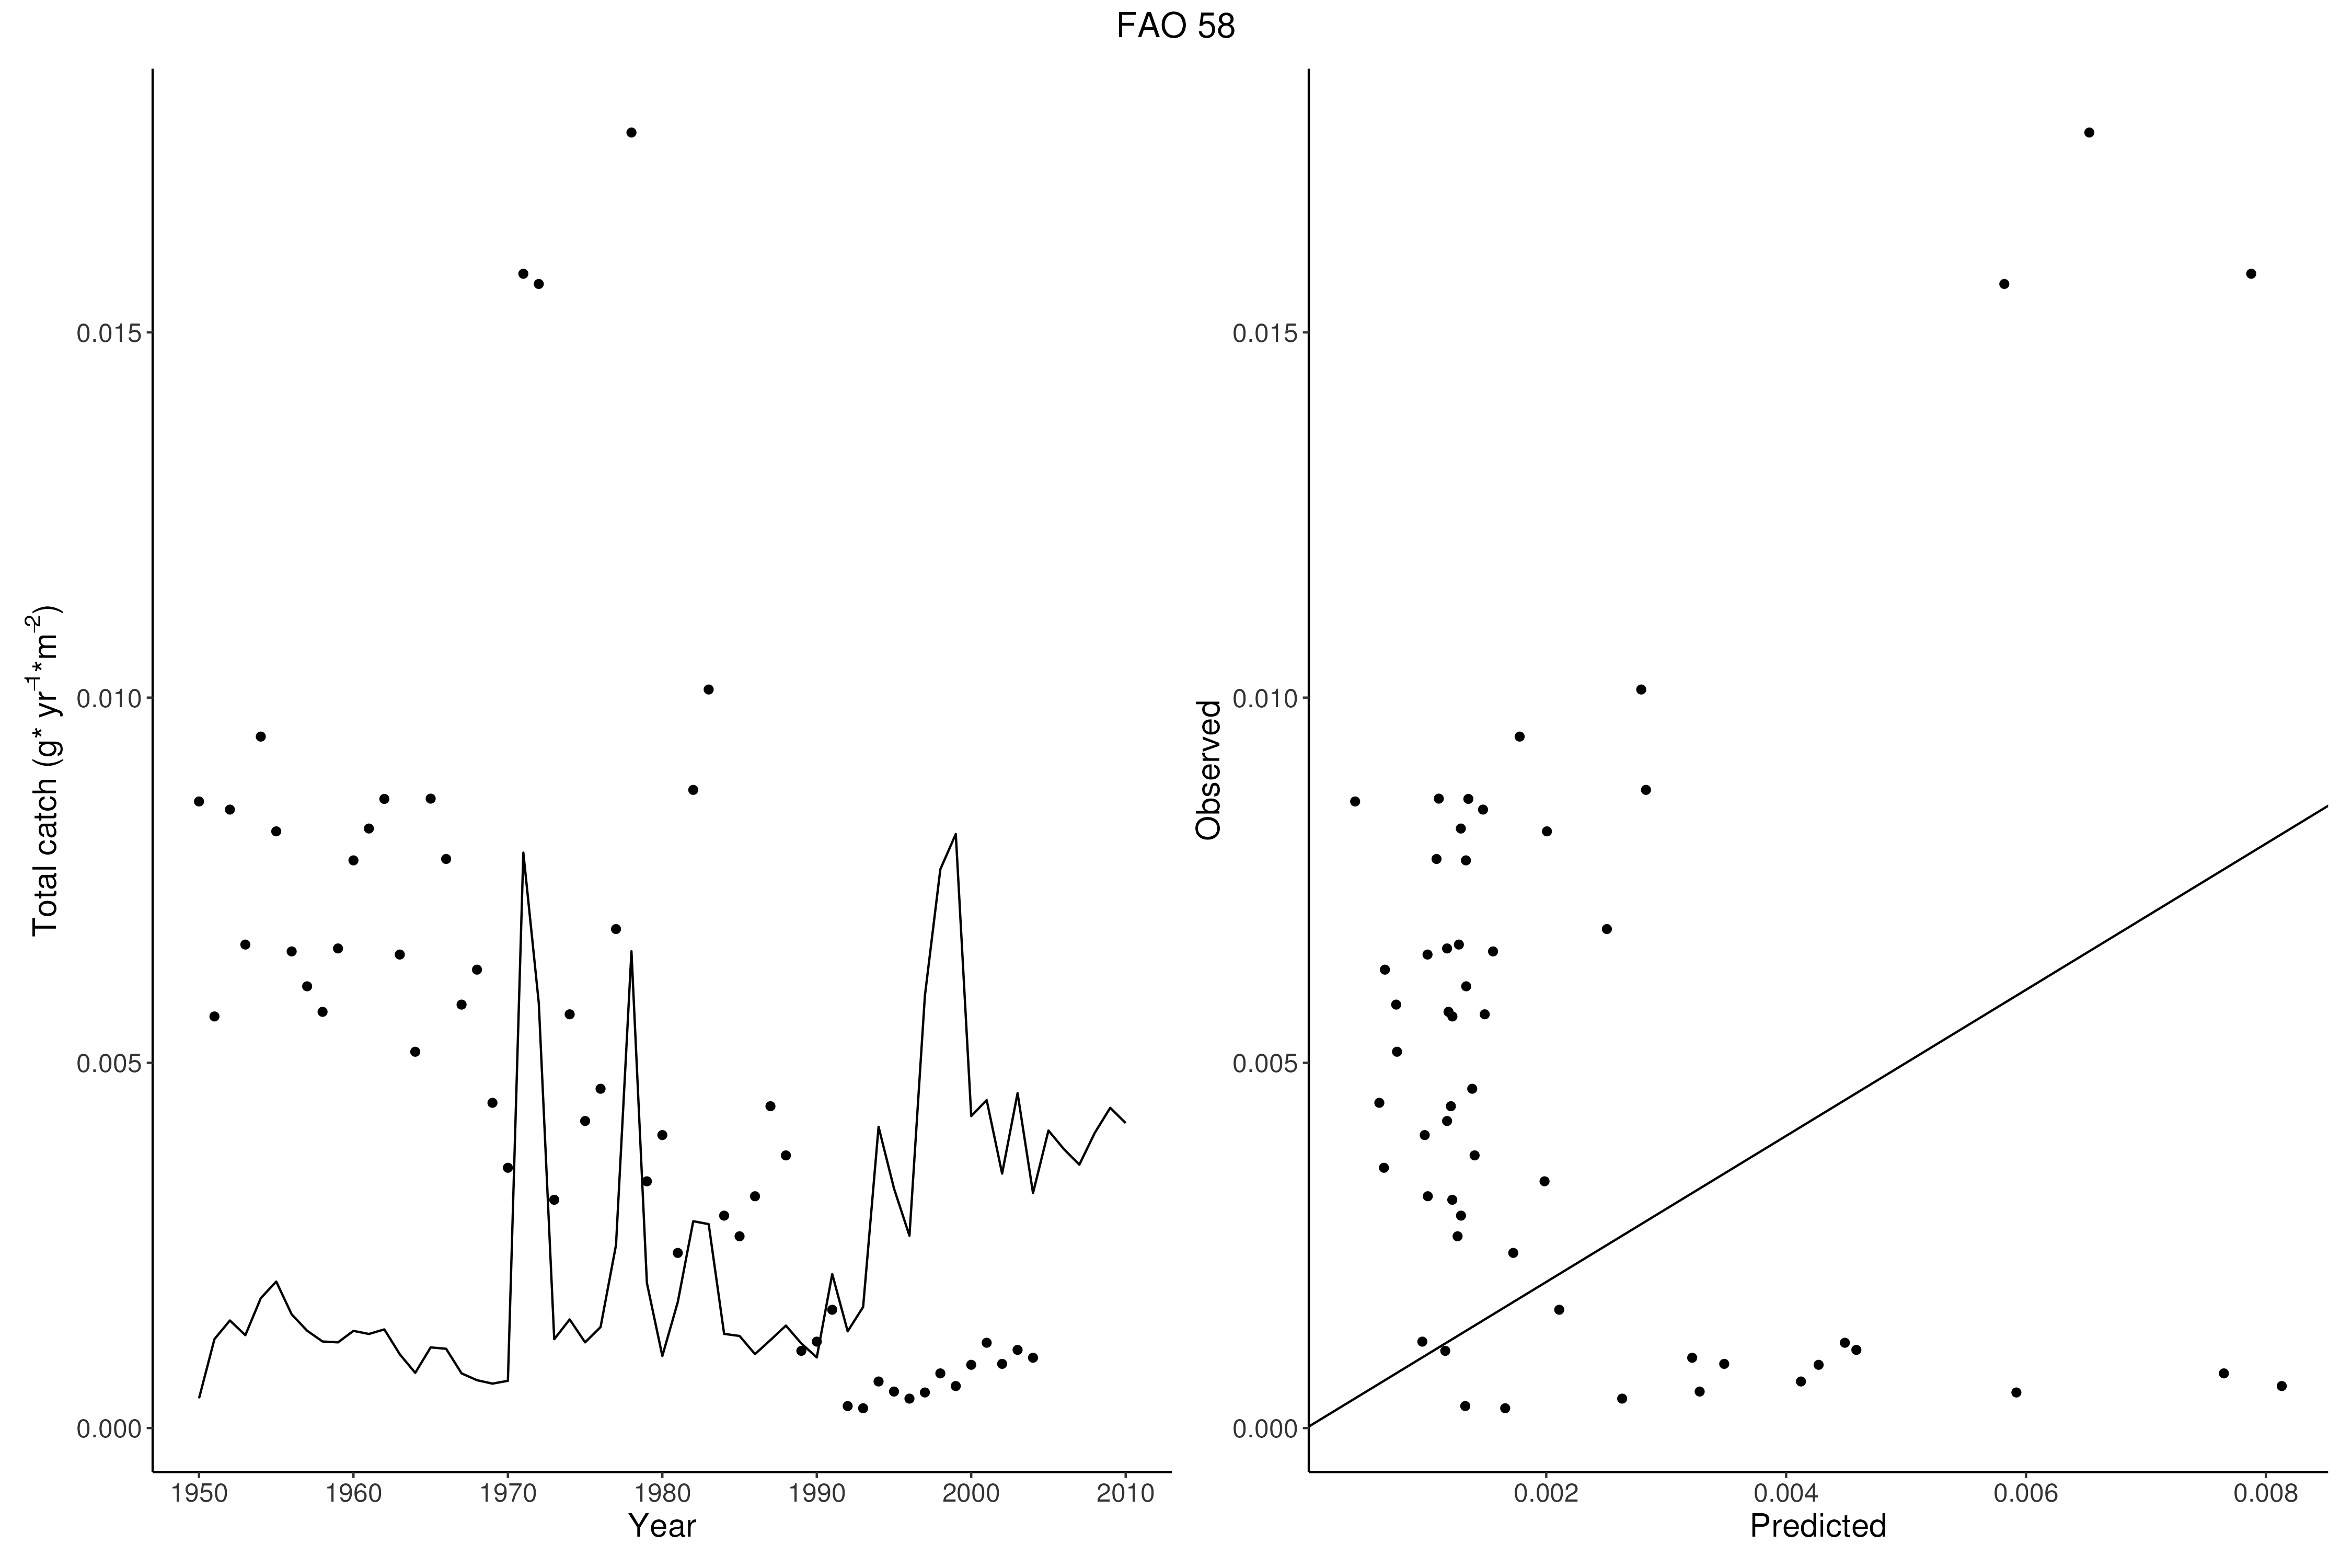 FAO 58
Total catch (g* yr⁻¹*m⁻²)
0.015
0.010
0.005
0.000
1950 1960 1970 1980 1990 2000 2010
Year
Observed
0.015
0.010
0.005
0.000
0.002 0.004 0.006 0.008
Predicted